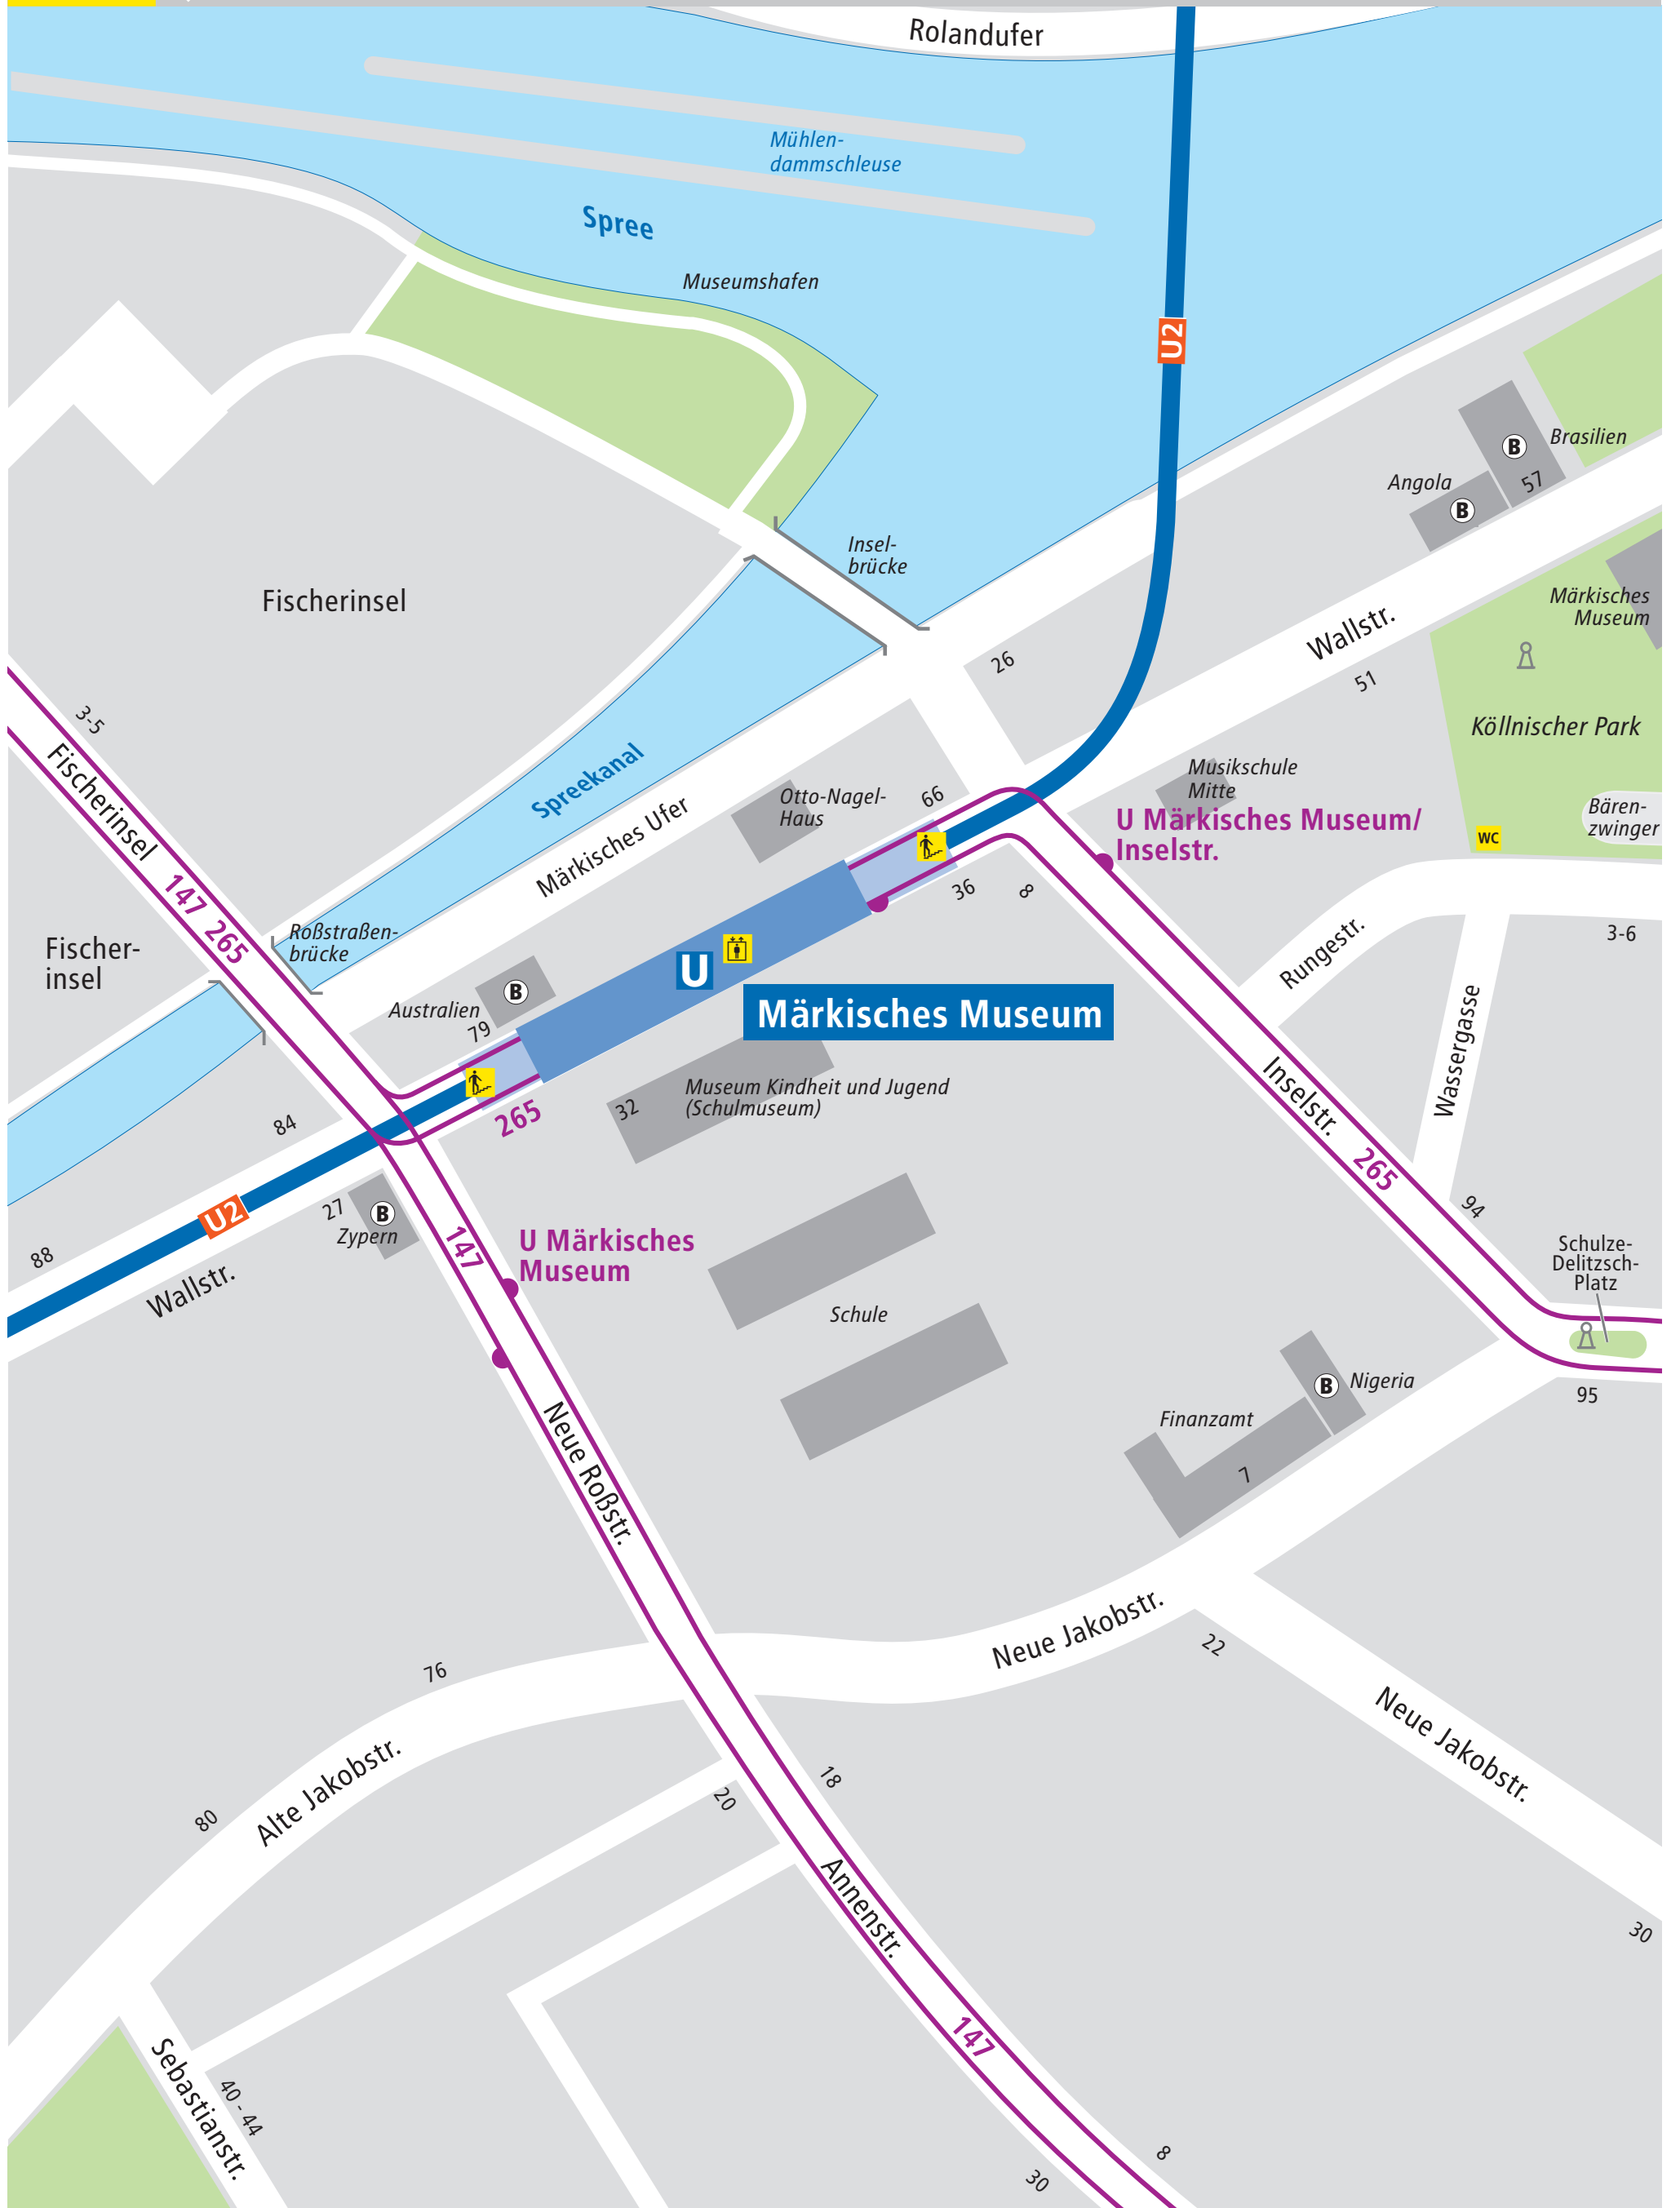 Rolandufer
Mühlen-
dammschleuse
Spree
Museumshafen
U2
Brasilien
B
57
Angola
B
Insel-
brücke
Fischerinsel
Märkisches
Museum
Wallstr.
26
51
3-5
Köllnischer Park
Fischerinsel
Spreekanal
Musikschule
Mitte
Otto-Nagel-
Haus
66
Bären-
zwinger
U Märkisches Museum/
Inselstr.
WC
Märkisches Ufer
36
8
147 265
Roßstraßen-
brücke
Fischer-
insel
3-6
Rungestr.
U
B
Australien
79
Märkisches Museum
Wassergasse
Museum Kindheit und Jugend
(Schulmuseum)
32
265
Inselstr.
84
265
27
B
Zypern
U2
94
147
U Märkisches
Museum
88
Wallstr.
Schulze-
Delitzsch-
Platz
Schule
B
Nigeria
95
Finanzamt
7
Neue Roßstr.
Neue Jakobstr.
22
76
Neue Jakobstr.
Alte Jakobstr.
80
18
20
Annenstr.
30
147
Sebastianstr.
40 - 44
8
30